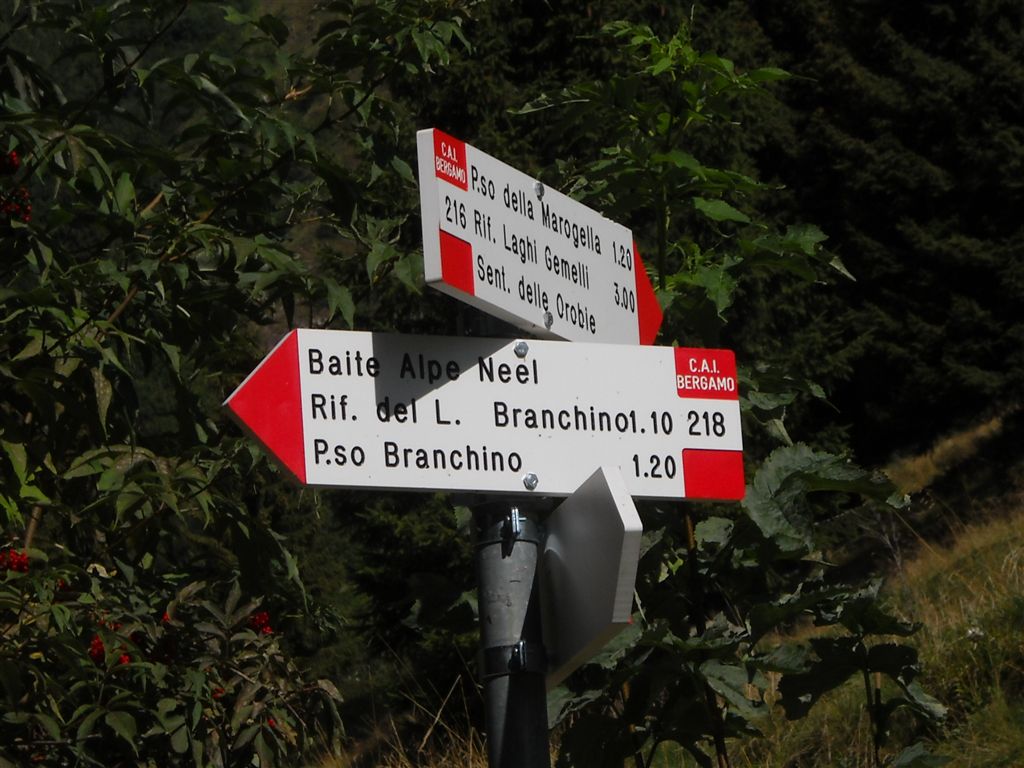 C.A.I.
BERGAMO
P.so della Marogella 1.20
216 Rif. Laghi Gemelli 3.00
Sent. delle Orobie
Baite Alpe Neel
C.A.I.
BERGAMO
Rif. del L. Branchino1.10 218
P.so Branchino 1.20